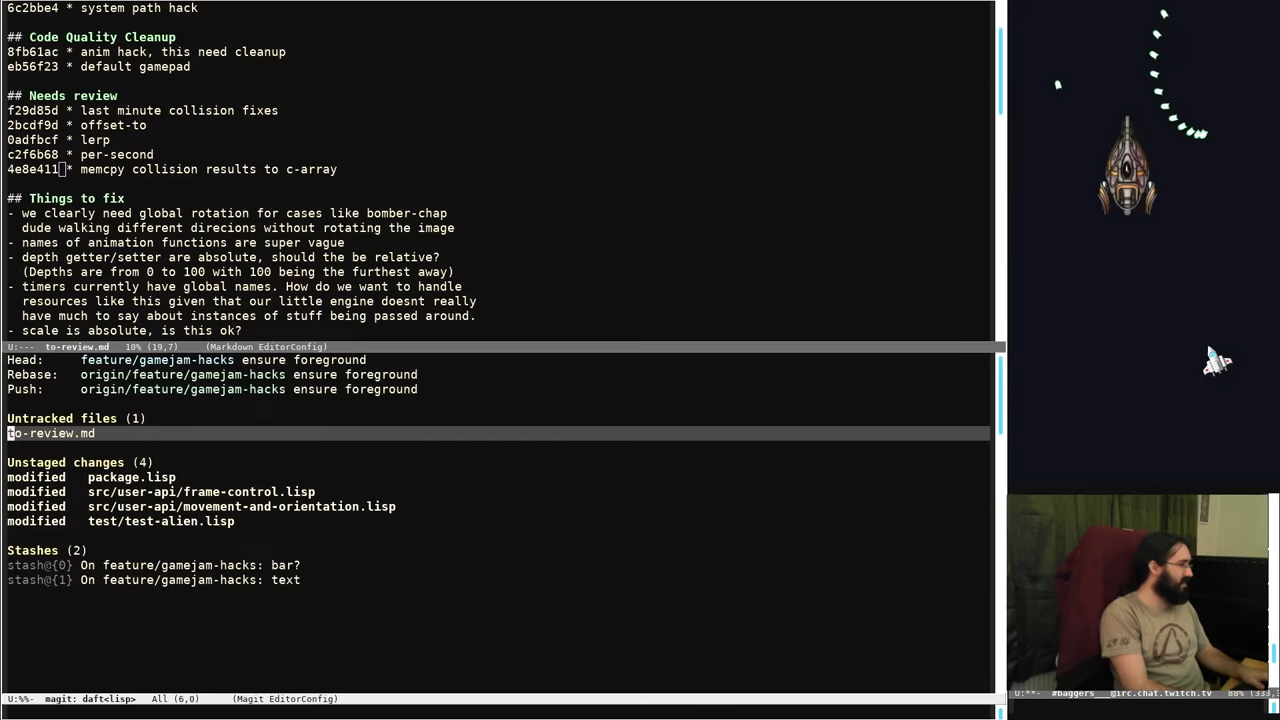 6c2bbe4 * system path hack
## Code Quality Cleanup
8fb61ac * anim hack, this need cleanup
eb56f23 * default gamepad
## Needs review
f29d85d * last minute collision fixes
2bcdf9d * offset-to
0adfbcf * lerp
c2f6b68 * per-second
4e8e411 * memcpy collision results to c-array
## Things to fix
- we clearly need global rotation for cases like bomber-chap
dude walking different direcions without rotating the image
- names of animation functions are super vague
- depth getter/setter are absolute, should the be relative?
(Depths are from 0 to 100 with 100 being the furthest away)
- timers currently have global names. How do we want to handle
resources like this given that our little engine doesnt really
have much to say about instances of stuff being passed around.
- scale is absolute, is this ok?
U:--- to-review.md 10% (19,7) (Markdown EditorConfig)
Head: feature/gamejam-hacks ensure foreground
Rebase: origin/feature/gamejam-hacks ensure foreground
Push: origin/feature/gamejam-hacks ensure foreground
Untracked files (1)
to-review.md
Unstaged changes (4)
modified package.lisp
modified src/user-api/frame-control.lisp
modified src/user-api/movement-and-orientation.lisp
modified test/test-alien.lisp
Stashes (2)
stash@{0} On feature/gamejam-hacks: bar?
stash@{1} On feature/gamejam-hacks: text
U:%%- magit: daft<lisp> All (6,0) (Magit EditorConfig)
U:**- #baggers___@irc.chat.twitch.tv 88% (333,